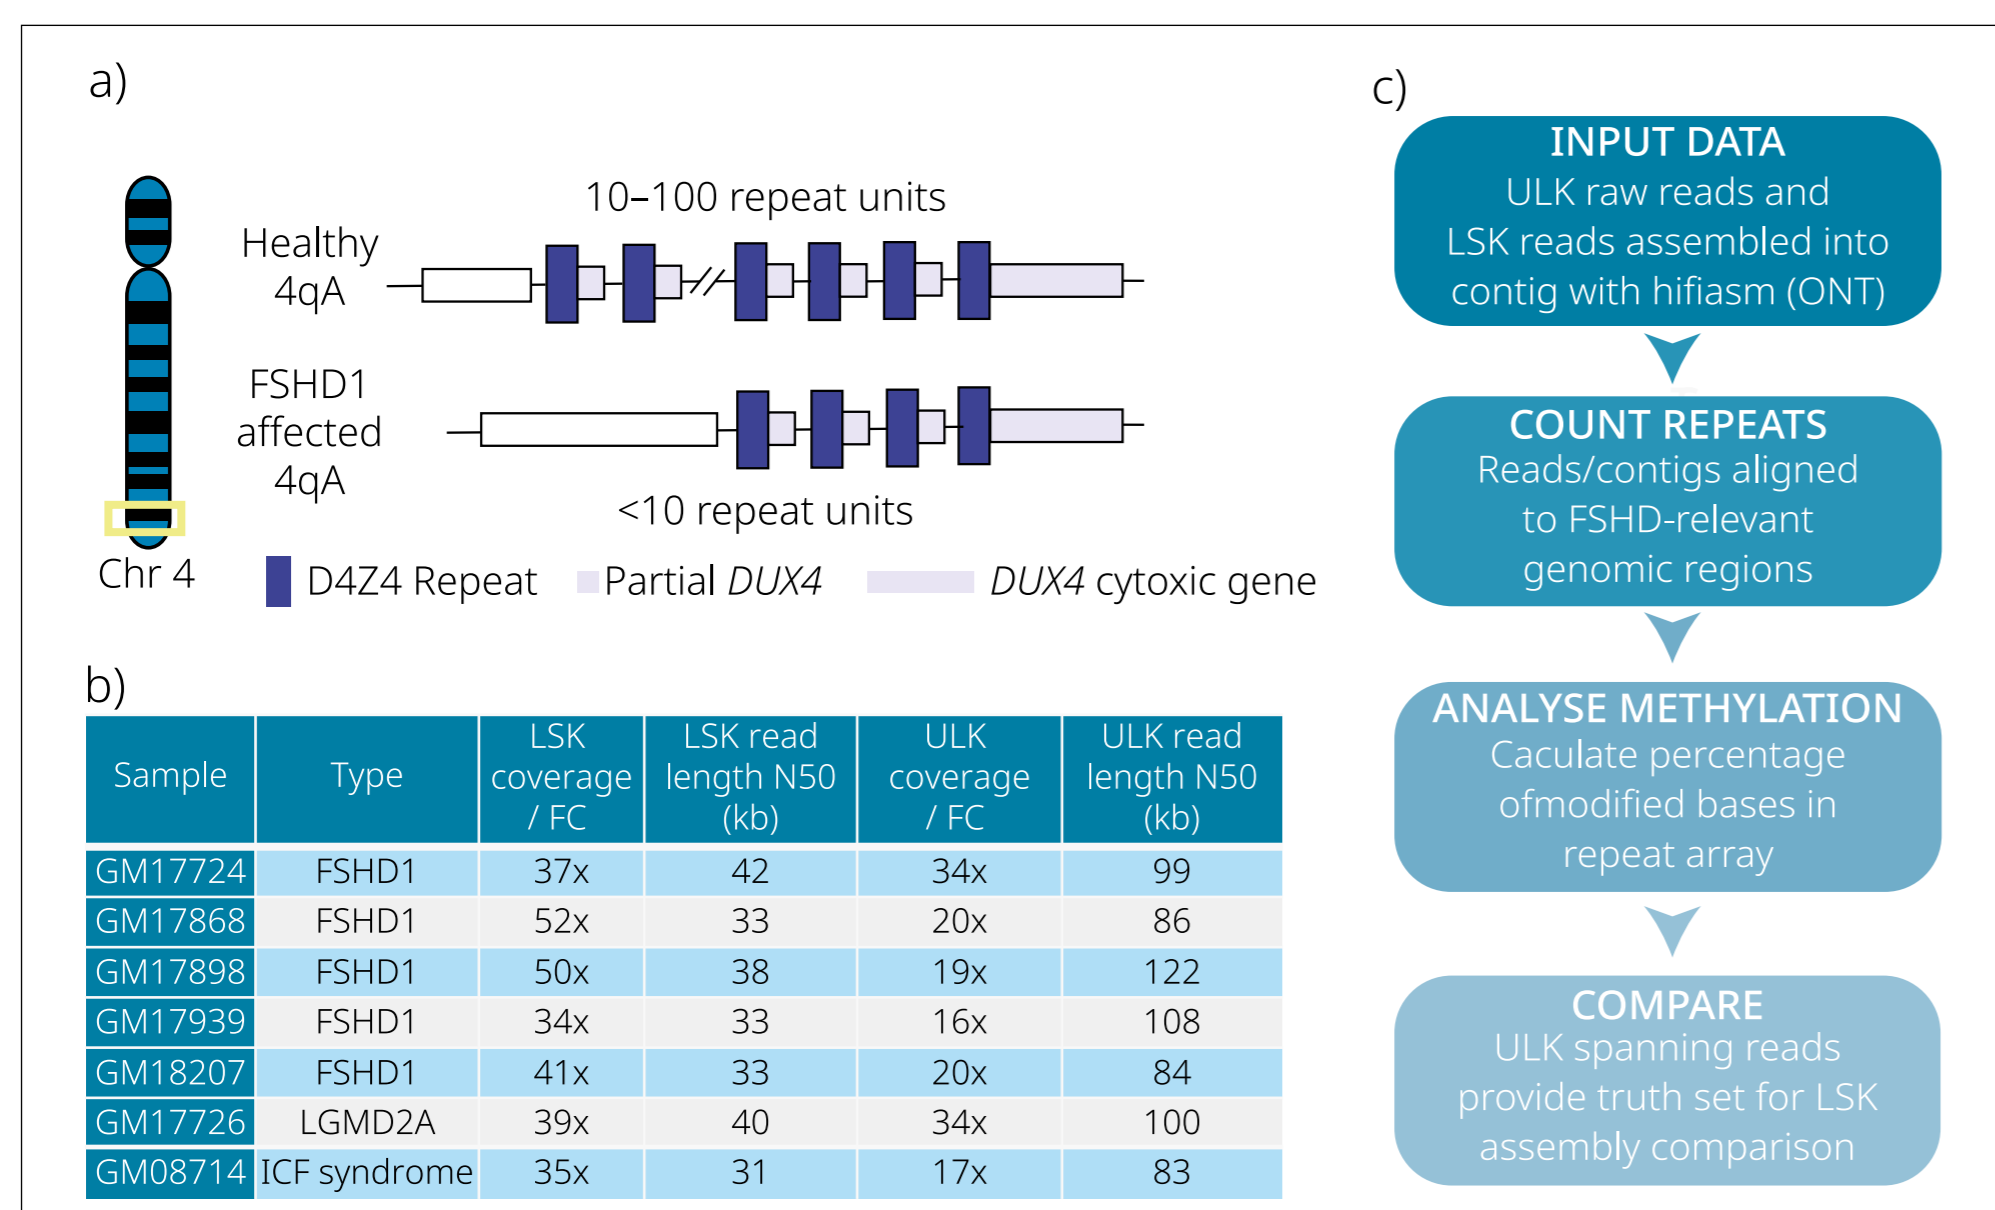 a)
10–100 repeat units
Healthy
4qA
FSHD1
affected
4qA
<10 repeat units
Chr 4
D4Z4 Repeat
Partial DUX4
DUX4 cytoxic gene
b)
Sample Type LSK coverage / FC LSK read length N50 (kb) ULK coverage / FC ULK read length N50 (kb)
GM17724 FSHD1 37x 42 34x 99
GM17868 FSHD1 52x 33 20x 86
GM17898 FSHD1 50x 38 19x 122
GM17939 FSHD1 34x 33 16x 108
GM18207 FSHD1 41x 33 20x 84
GM17726 LGMD2A 39x 40 34x 100
GM08714 ICF syndrome 35x 31 17x 83
c)
INPUT DATA
ULK raw reads and
LSK reads assembled into
contig with hifiasm (ONT)
COUNT REPEATS
Reads/contigs aligned
to FSHD-relevant
genomic regions
ANALYSE METHYLATION
Caculate percentage
ofmodified bases in
repeat array
COMPARE
ULK spanning reads
provide truth set for LSK
assembly comparison